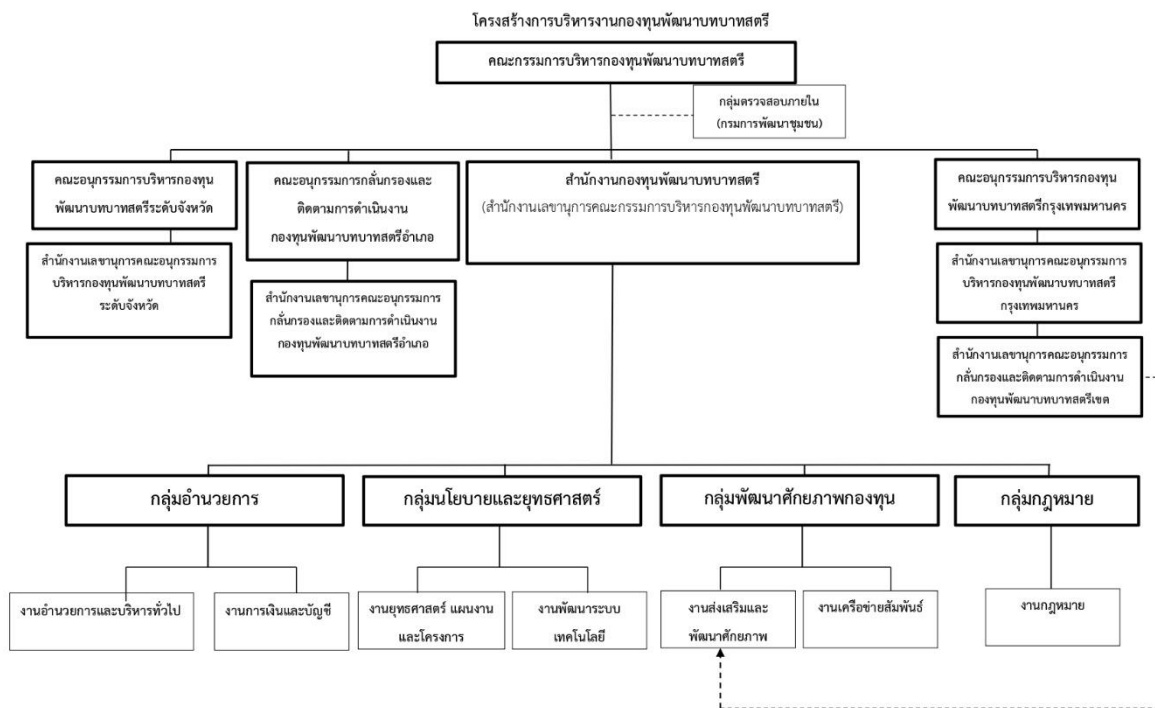 โครงสร้างการบริหารงานกองทุนพัฒนาบทบาทสตรี
คณะกรรมการบริหารกองทุนพัฒนาบทบาทสตรี
กลุ่มตรวจสอบภายใน
(กรมการพัฒนาชุมชน)
คณะอนุกรรมการบริหารกองทุน
พัฒนาบทบาทสตรีระดับจังหวัด
สำนักงานเลขานุการคณะอนุกรรมการ
บริหารกองทุนพัฒนาบทบาทสตรี
ระดับจังหวัด
คณะอนุกรรมการกลั่นกรองและ
ติดตามการดำเนินงาน
กองทุนพัฒนาบทบาทสตรีอำเภอ
สำนักงานเลขานุการคณะอนุกรรมการ
กลั่นกรองและติดตามการดำเนินงาน
กองทุนพัฒนาบทบาทสตรีอำเภอ
สำนักงานกองทุนพัฒนาบทบาทสตรี
(สำนักงานเลขานุการคณะกรรมการบริหารกองทุนพัฒนาบทบาทสตรี)
คณะอนุกรรมการบริหารกองทุน
พัฒนาบทบาทสตรีกรุงเทพมหานคร
สำนักงานเลขานุการคณะอนุกรรมการ
บริหารกองทุนพัฒนาบทบาทสตรี
กรุงเทพมหานคร
สำนักงานเลขานุการคณะอนุกรรมการ
กลั่นกรองและติดตามการดำเนินงาน
กองทุนพัฒนาบทบาทสตรีเขต
กลุ่มอำนวยการ
กลุ่มนโยบายและยุทธศาสตร์
กลุ่มพัฒนาศักยภาพกองทุน
กลุ่มกฎหมาย
งานอำนวยการและบริหารทั่วไป
งานการเงินและบัญชี
งานยุทธศาสตร์ แผนงาน
และโครงการ
งานพัฒนาระบบ
เทคโนโลยี
งานส่งเสริมและ
พัฒนาศักยภาพ
งานเครือข่ายสัมพันธ์
งานกฎหมาย